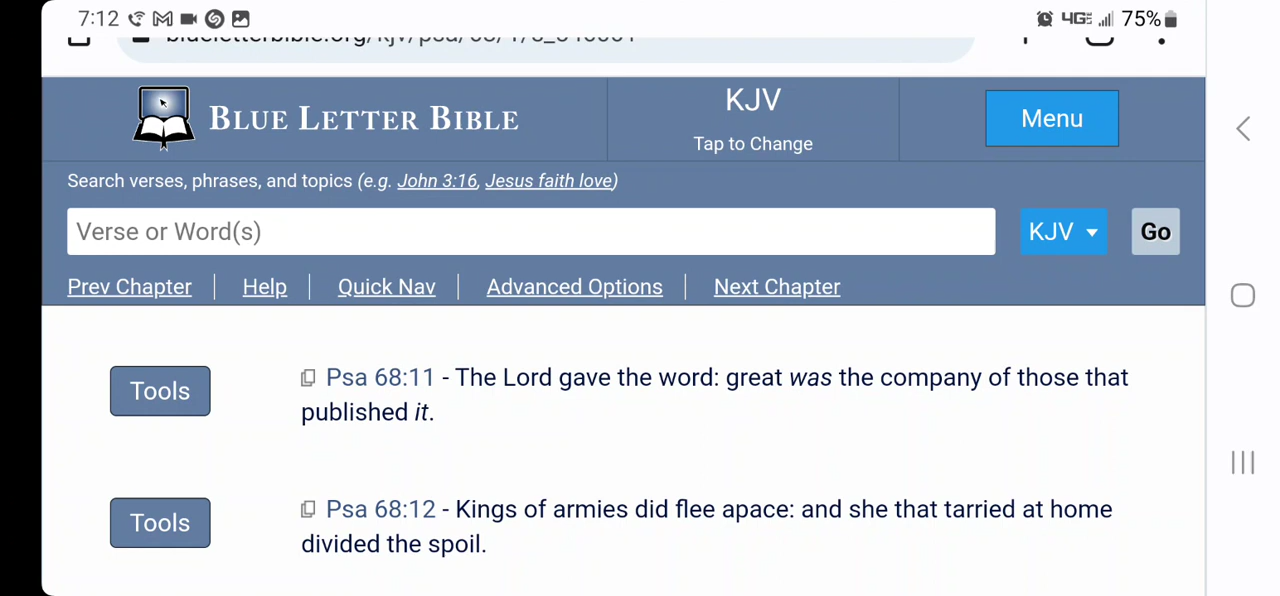 7:12
4G 75%
BLUE LETTER BIBLE
KJV
Tap to Change
Menu
Search verses, phrases, and topics (e.g. John 3:16, Jesus faith love)
Verse or Word(s)
KJV
Go
Prev Chapter
Help
Quick Nav
Advanced Options
Next Chapter
Tools
Psa 68:11 - The Lord gave the word: great was the company of those that
published it.
Tools
Psa 68:12 - Kings of armies did flee apace: and she that tarried at home
divided the spoil.